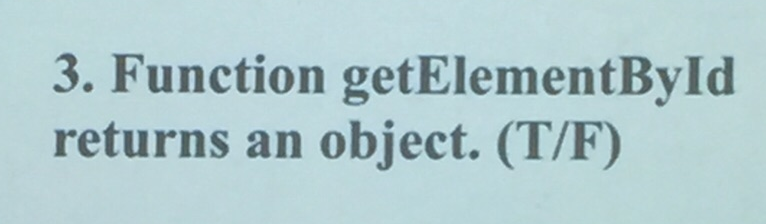 3. Function getElementById
returns an object. (T/F)